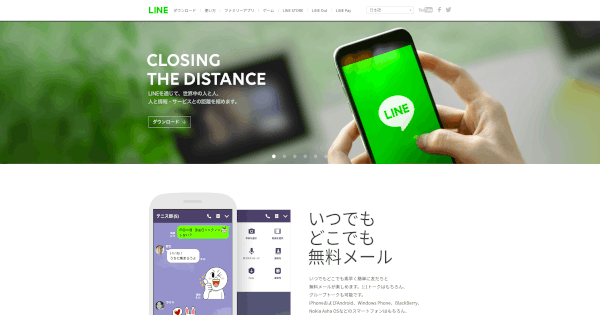 LINE
ダウンロード
使い方
ファミリーアプリ
ゲーム
LINE STORE
LINE Out
LINE Pay
日本語
YouTube
CLOSING
THE DISTANCE
LINEを通じて、世界中の人と人、
人と情報・サービスとの距離を縮めます。
ダウンロード
LINE
テニス部(5)
いつでも
どこでも
無料メール
いつでもどこでも素早く簡単に友だちと
無料メールが楽しめます。1:1トークはもちろん、
グループトークも可能です。
iPhoneおよびAndroid、Windows Phone、BlackBerry、
Nokia Asha OSなどのスマートフォンはもちろん、